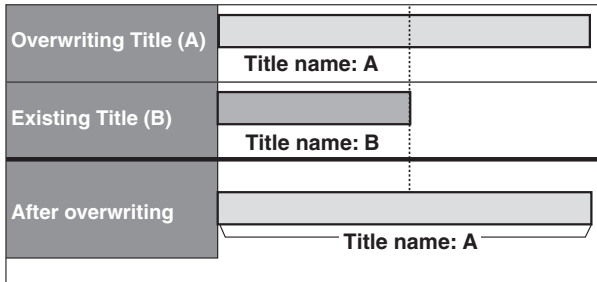 Overwriting Title (A)
Title name: A
Existing Title (B)
Title name: B
After overwriting
Title name: A